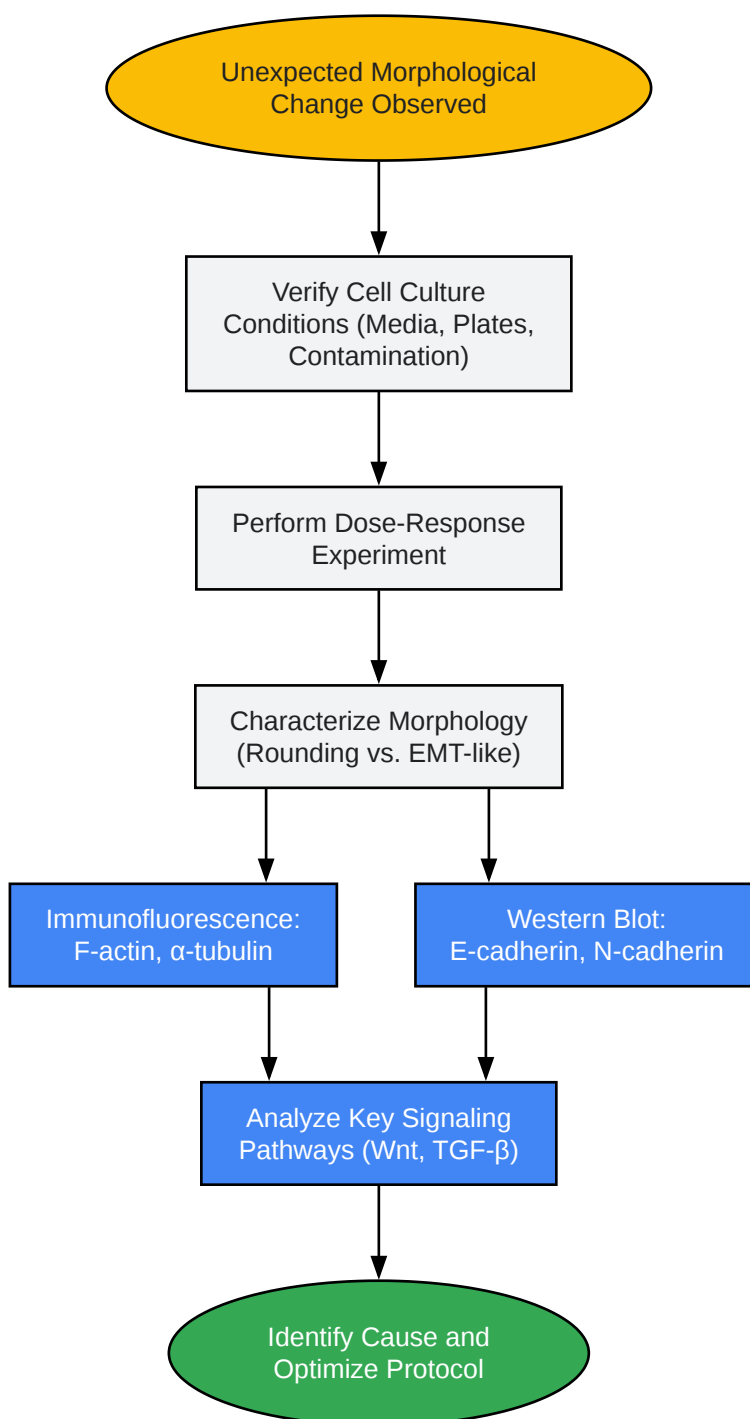 Unexpected Morphological
Change Observed
Verify Cell Culture
Conditions (Media, Plates,
Contamination)
Perform Dose-Response
Experiment
Characterize Morphology
(Rounding vs. EMT-like)
Immunofluorescence:
F-actin, α-tubulin
Western Blot:
E-cadherin, N-cadherin
Analyze Key Signaling
Pathways (Wnt, TGF-β)
Identify Cause and
Optimize Protocol